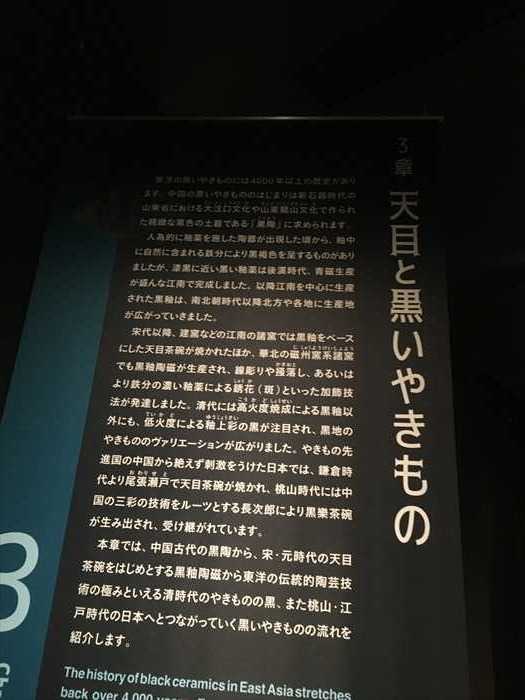 3章 天目と黒いやきもの
東洋の黒いやきものには4000年以上の歴史があり
ます。中国の黒いやきもののはじまりは新石器時代の
山東省における大汶口文化や山東龍山文化で作られ
た精緻な黒色の土器である「黒陶」に求められます。
人為的に釉薬を施した陶器が出現した頃から、釉中
に自然に含まれる鉄分により黒褐色を呈するものがあり
ましたが、漆黒に近い黒い釉薬は後漢時代、青磁生産
が盛んな江南で完成しました。以降江南を中心に生産
された黒釉は、南北朝時代以降北方や各地に生産地
が広がっていきました。
宋代以降、建窯などの江南の諸窯では黒釉をベース
にした天目茶碗が焼かれたほか、華北の磁州窯系諸窯
でも黒釉陶磁が生産され、線彫りや掻落し、あるいは
より鉄分の濃い釉薬による銹花（斑）といった加飾技
法が発達しました。清代には高火度焼成による黒釉以
外にも、低火度による釉上彩の黒が注目され、黒地の
やきもののヴァリエーションが広がりました。やきもの先
進国の中国から絶えず刺激をうけた日本では、鎌倉時
代より尾張瀬戸で天目茶碗が焼かれ、桃山時代には中
国の三彩の技術をルーツとする長次郎により黒樂茶碗
が生み出され、受け継がれています。
本章では、中国古代の黒陶から、宋・元時代の天目
茶碗をはじめとする黒釉陶磁から東洋の伝統的陶芸技
術の極みといえる清時代のやきものの黒、また桃山・江
戸時代の日本へとつながっていく黒いやきものの流れを
紹介します。
The history of black ceramics in East Asia stretches
back over 4,000 years.
3